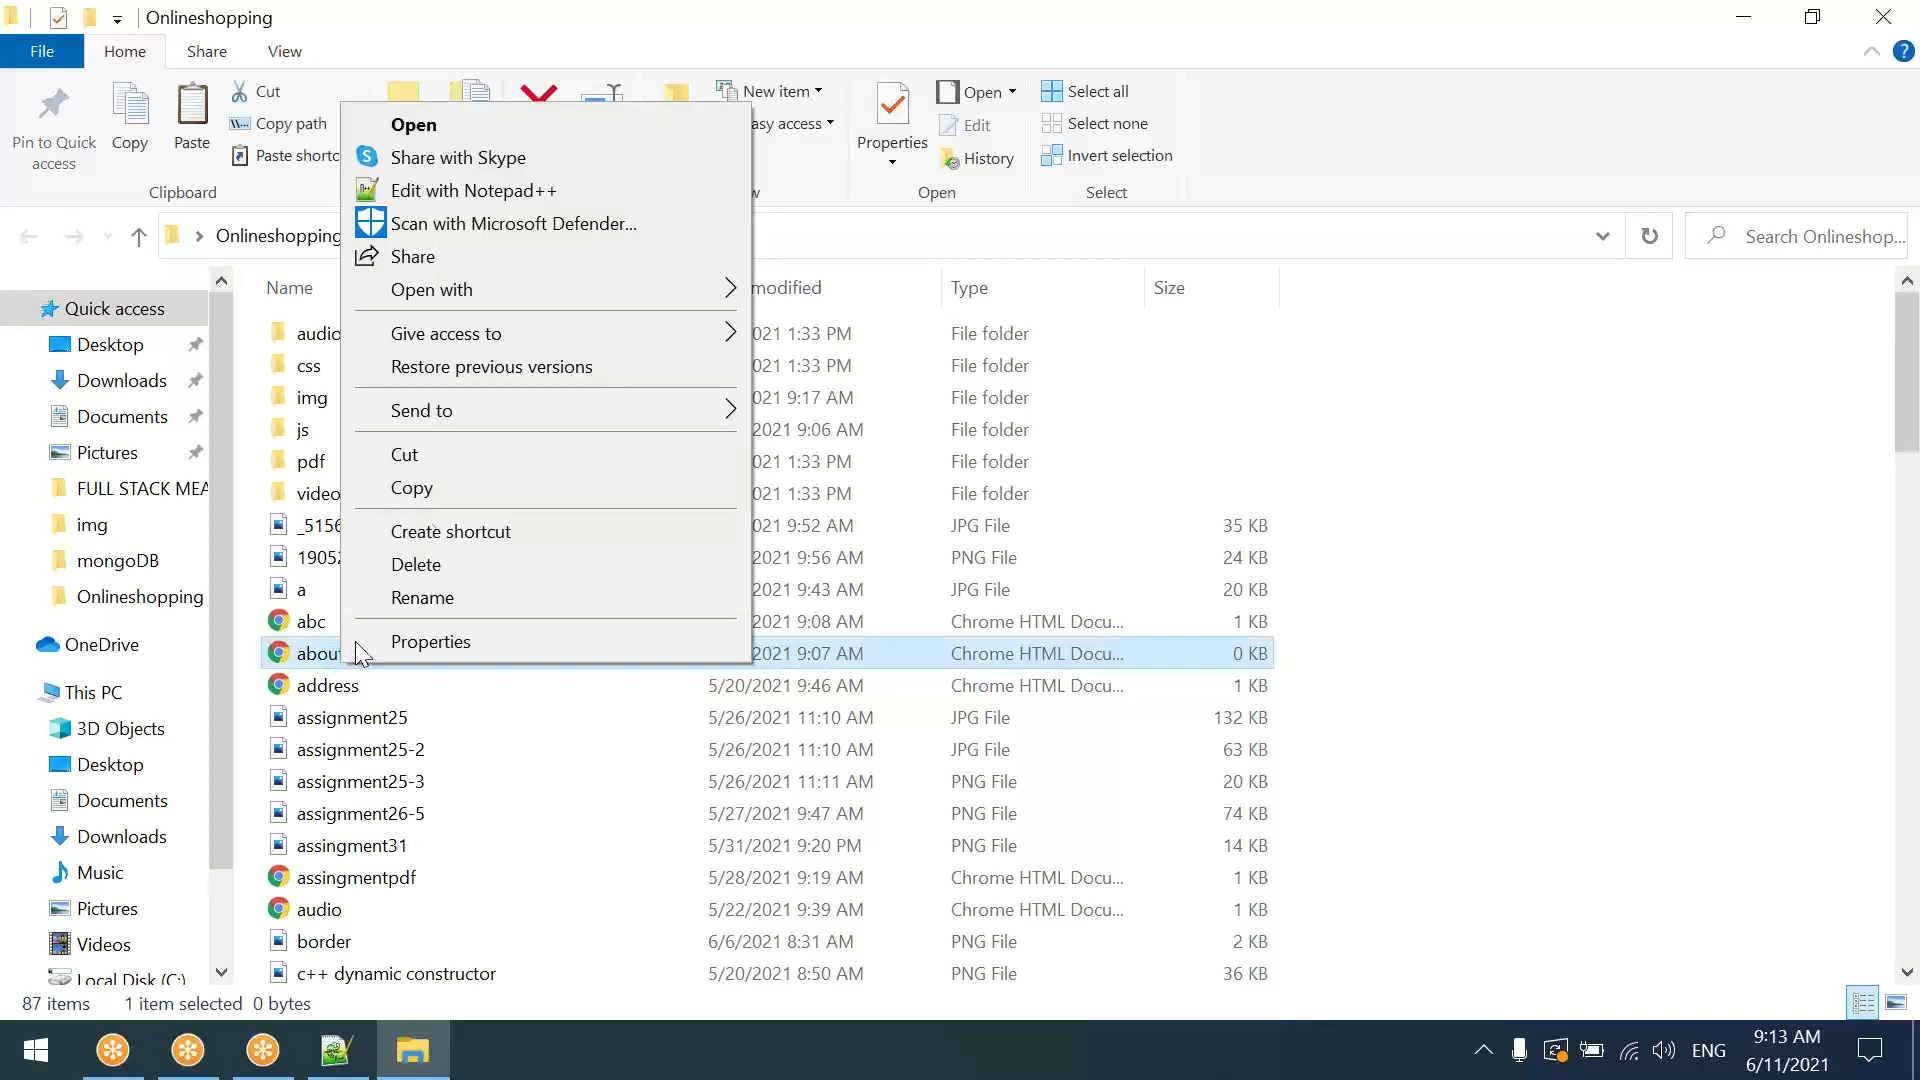 Onlineshopping
File Home Share View
Pin to Quick access
Copy
Paste
Cut
Copy path
Clipboard
New item
Properties
Open
Edit
History
Open
Select all
Select none
Invert selection
Select
Onlineshopping
Search Onlineshop...
Open
Share with Skype
Edit with Notepad++
Scan with Microsoft Defender...
Share
Open with
Give access to
Restore previous versions
Send to
Cut
Copy
Create shortcut
Delete
Rename
Properties
Quick access
Desktop
Downloads
Documents
Pictures
FULL STACK MEA
img
mongoDB
Onlineshopping
OneDrive
This PC
3D Objects
Desktop
Documents
Downloads
Music
Pictures
Videos
Local Disk (C:)
Name modified Type Size
audio 021 1:33 PM File folder
css 021 1:33 PM File folder
img 021 9:17 AM File folder
js 021 9:06 AM File folder
pdf 021 1:33 PM File folder
video 021 1:33 PM File folder
_515 021 9:52 AM JPG File 35 KB
1905 021 9:56 AM PNG File 24 KB
a 021 9:43 AM JPG File 20 KB
abc 021 9:08 AM Chrome HTML Docu... 1 KB
about 021 9:07 AM Chrome HTML Docu... 0 KB
address 5/20/2021 9:46 AM Chrome HTML Docu... 1 KB
assignment25 5/26/2021 11:10 AM JPG File 132 KB
assignment25-2 5/26/2021 11:10 AM JPG File 63 KB
assignment25-3 5/26/2021 11:11 AM PNG File 20 KB
assignment26-5 5/27/2021 9:47 AM PNG File 74 KB
assingment31 5/31/2021 9:20 PM PNG File 14 KB
assingmentpdf 5/28/2021 9:19 AM Chrome HTML Docu... 1 KB
audio 5/22/2021 9:39 AM Chrome HTML Docu... 1 KB
border 6/6/2021 8:31 AM PNG File 2 KB
c++ dynamic constructor 5/20/2021 8:50 AM PNG File 36 KB
87 items 1 item selected 0 bytes
ENG
9:13 AM
6/11/2021